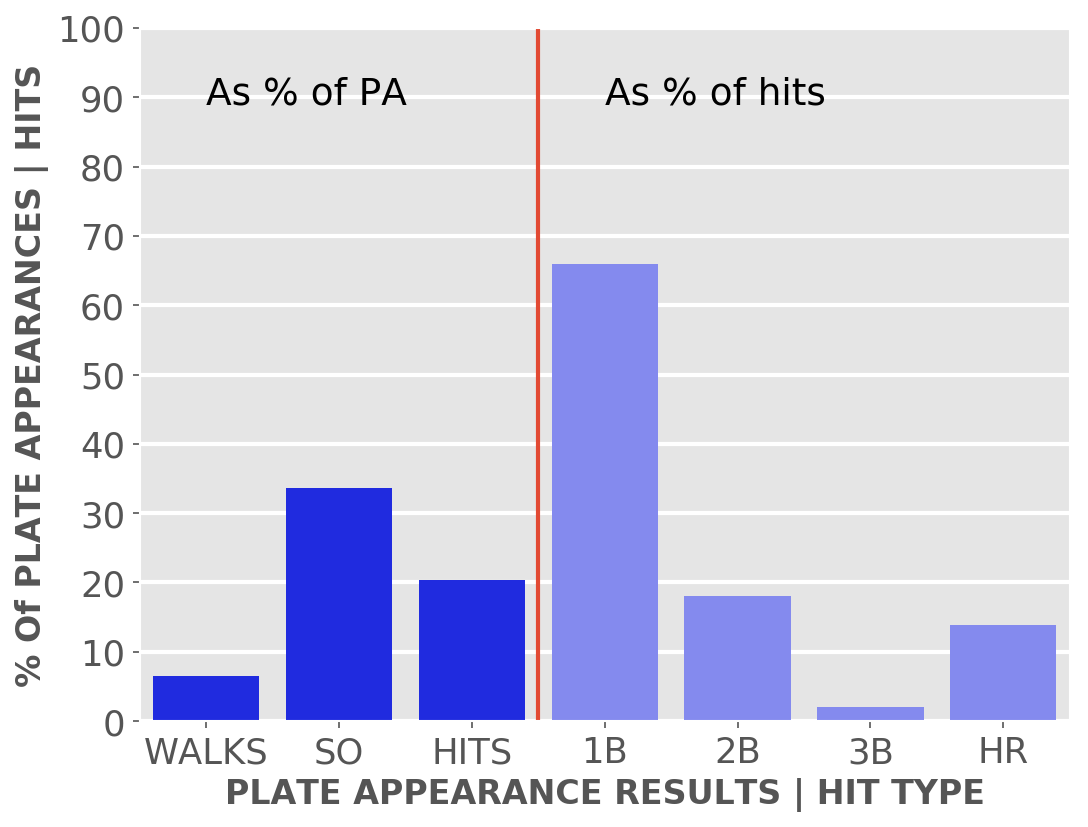 % Of PLATE APPEARANCES | HITS
100
90
80
70
60
50
40
30
20
10
0
As % of PA
As % of hits
WALKS SO HITS 1B 2B 3B HR
PLATE APPEARANCE RESULTS | HIT TYPE